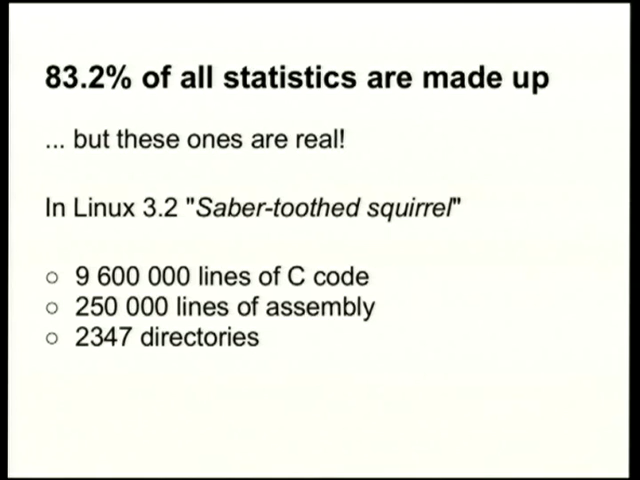 83.2% of all statistics are made up
... but these ones are real!
In Linux 3.2 "Saber-toothed squirrel"
○ 9 600 000 lines of C code
○ 250 000 lines of assembly
○ 2347 directories